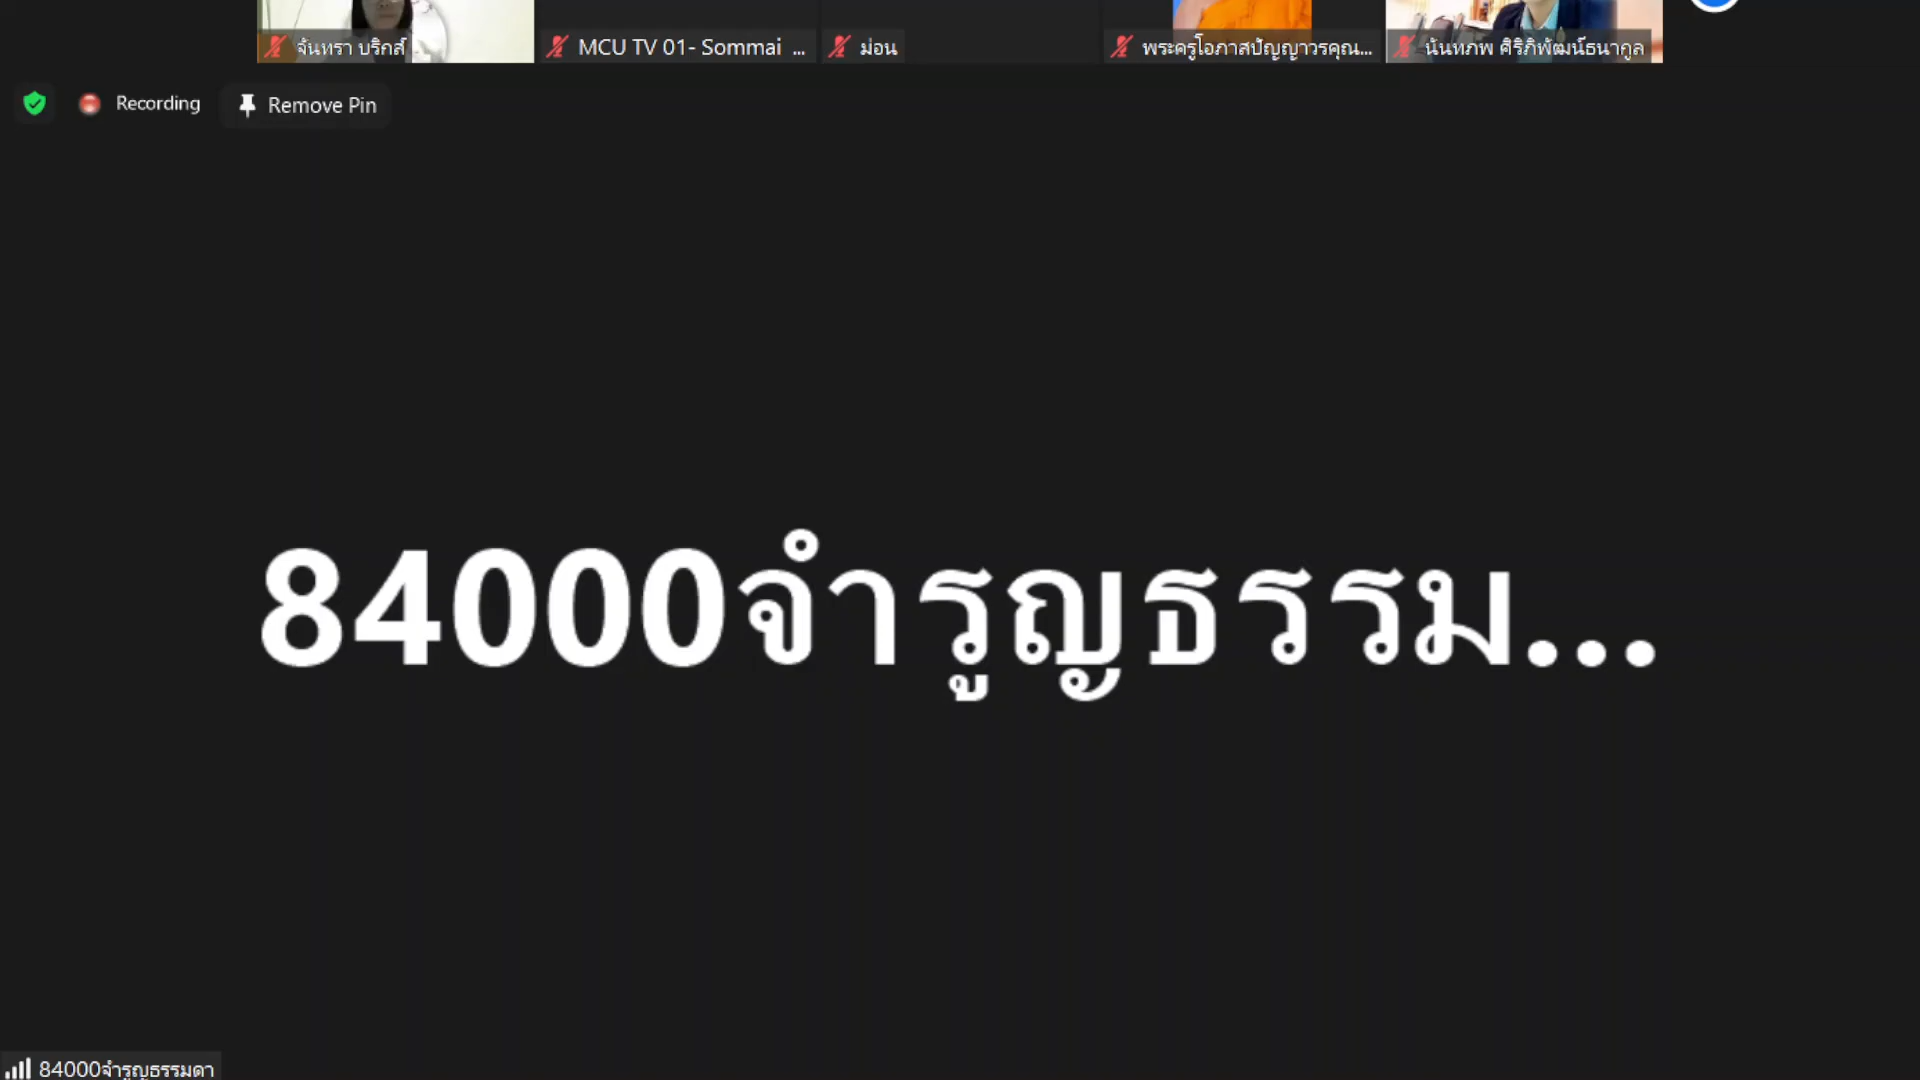 จันทรา บริกส์
MCU TV 01- Sommai ...
ม่อน
พระครูโอภาสปัญญาวรคุณ...
นันทภพ ศิริภิพัฒน์ธนากูล
Recording
Remove Pin
84000จำรูญธรรม...
84000จำรูญธรรมดา